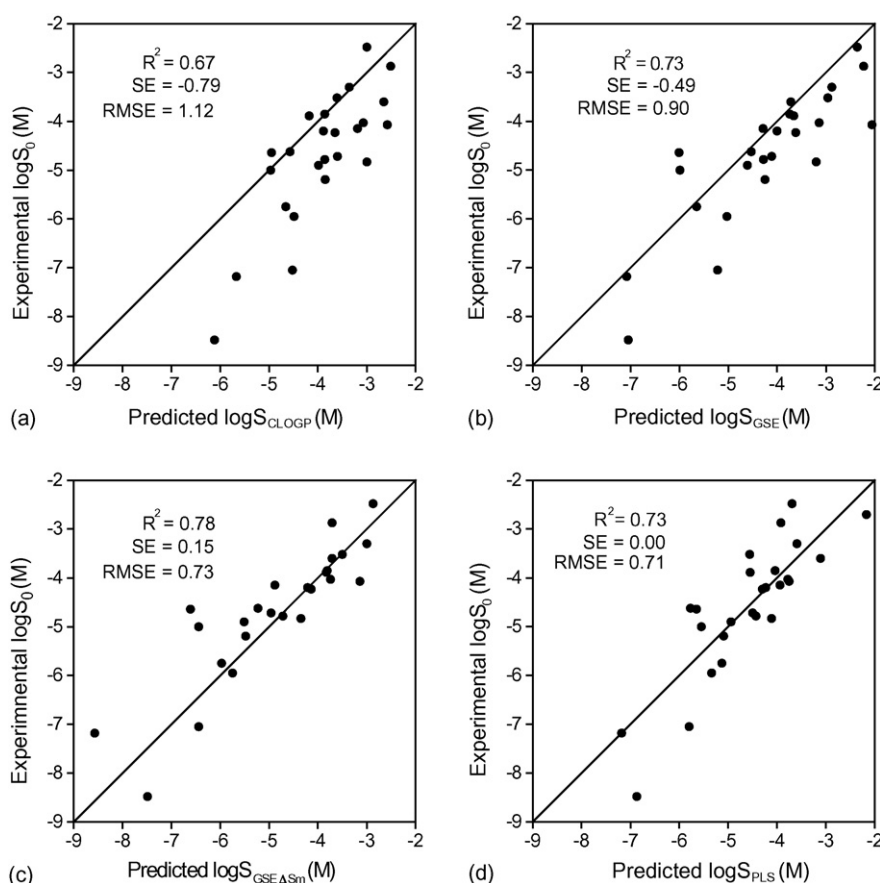 -2
-3
-4
-5
-6
-7
-8
-9
Experimental logS₀ (M)
R² = 0.67
SE = -0.79
RMSE = 1.12
-9 -8 -7 -6 -5 -4 -3 -2
(a) Predicted logS_CLOGP (M)
-2
-3
-4
-5
-6
-7
-8
-9
Experimental logS₀ (M)
R² = 0.73
SE = -0.49
RMSE = 0.90
-9 -8 -7 -6 -5 -4 -3 -2
(b) Predicted logS_GSE (M)
-2
-3
-4
-5
-6
-7
-8
-9
Experimnental logS₀ (M)
R² = 0.78
SE = 0.15
RMSE = 0.73
-9 -8 -7 -6 -5 -4 -3 -2
(c) Predicted logS_GSEΔSm (M)
-2
-3
-4
-5
-6
-7
-8
-9
Experimental logS₀ (M)
R² = 0.73
SE = 0.00
RMSE = 0.71
-9 -8 -7 -6 -5 -4 -3 -2
(d) Predicted logS_PLS (M)